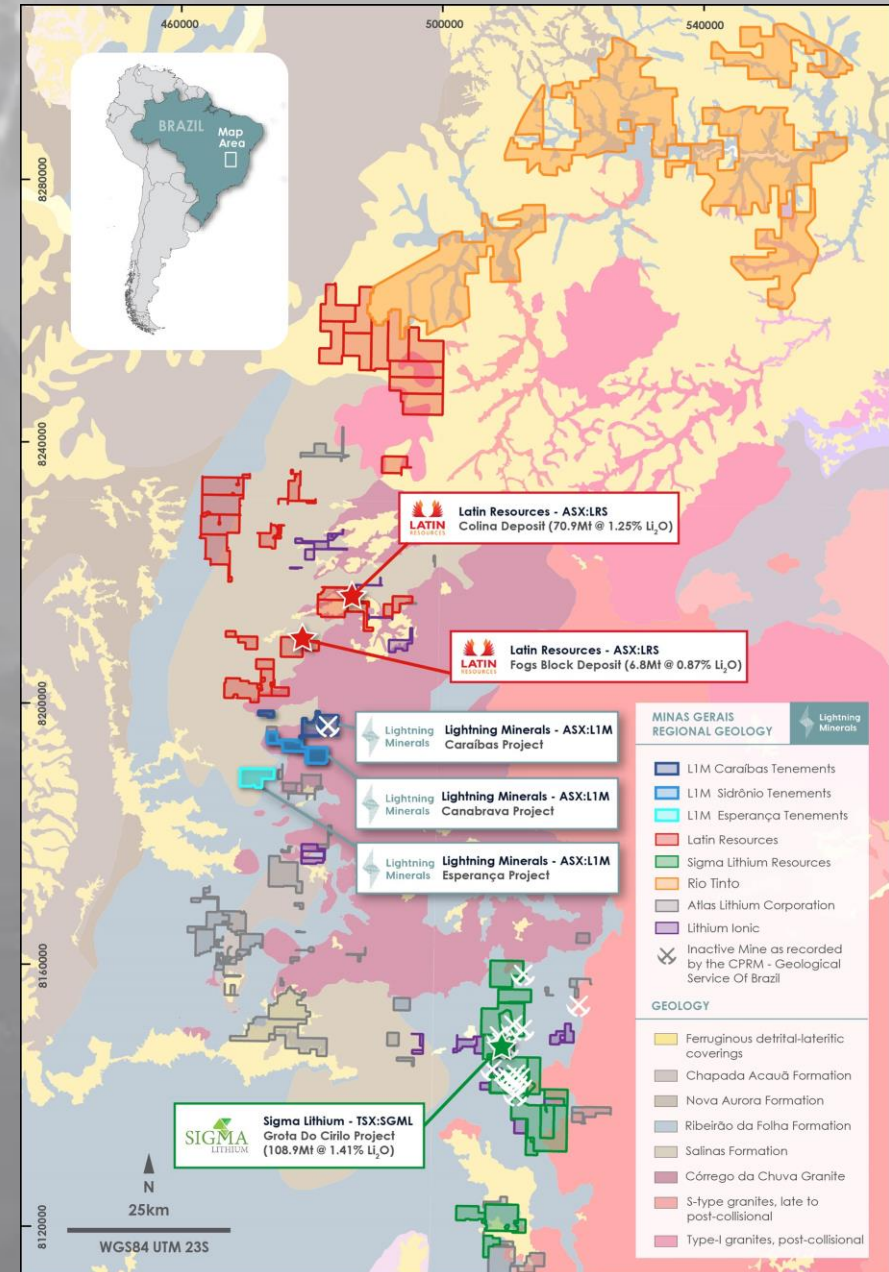 460000
500000
540000
BRAZIL
Map
Area
8280000
8240000
8200000
8160000
8120000
LATIN
RESOURCES
Latin Resources - ASX:LRS
Colina Deposit (70.9Mt @ 1.25% Li₂O)
LATIN
RESOURCES
Latin Resources - ASX:LRS
Fogs Block Deposit (6.8Mt @ 0.87% Li₂O)
Lightning
Minerals
Lightning Minerals - ASX:L1M
Caraíbas Project
Lightning
Minerals
Lightning Minerals - ASX:L1M
Canabrava Project
Lightning
Minerals
Lightning Minerals - ASX:L1M
Esperança Project
SIGMA
LITHIUM
Sigma Lithium - TSX:SGML
Grota Do Cirilo Project
(108.9Mt @ 1.41% Li₂O)
N
25km
WGS84 UTM 23S
MINAS GERAIS
REGIONAL GEOLOGY
Lightning
Minerals
L1M Caraíbas Tenements
L1M Sidrônio Tenements
L1M Esperança Tenements
Latin Resources
Sigma Lithium Resources
Rio Tinto
Atlas Lithium Corporation
Lithium Ionic
Inactive Mine as recorded
by the CPRM - Geological
Service Of Brazil
GEOLOGY
Ferruginous detrital-lateritic
coverings
Chapada Acauã Formation
Nova Aurora Formation
Ribeirão da Folha Formation
Salinas Formation
Córrego da Chuva Granite
S-type granites, late to
post-collisional
Type-I granites, post-collisional